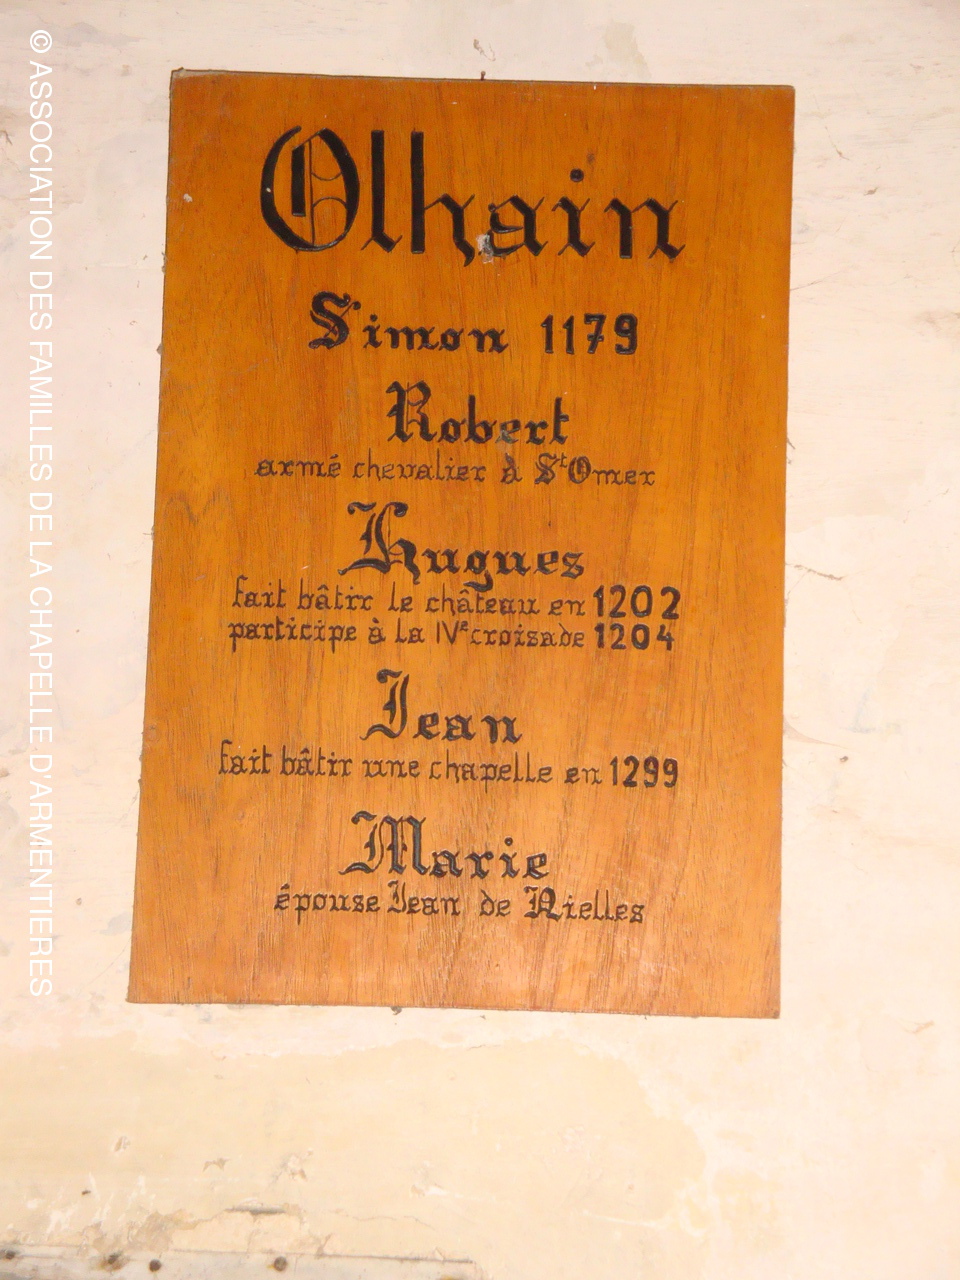 Olhain
Simon 1179
Robert
armé chevalier à St Omer
Hugues
fait bâtir le château en 1202
participe à la IVe croisade 1204
Jean
fait bâtir une chapelle en 1299
Marie
épouse Jean de Nielles
© ASSOCIATION DES FAMILLES DE LA CHAPELLE D'ARMENTIERES